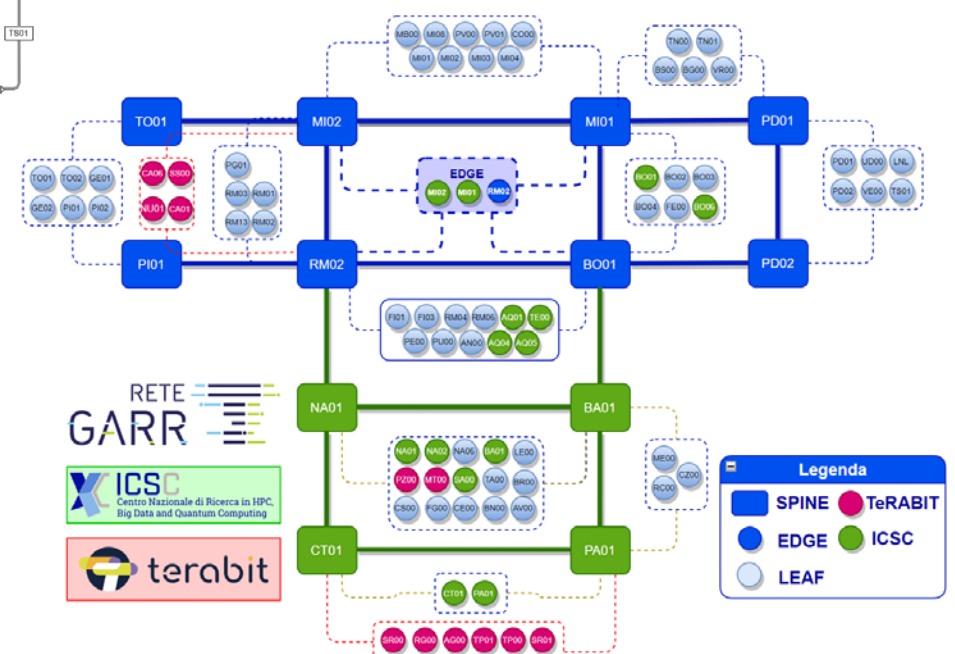 TS01
MB00 MI08 PV00 PV01 CO00
MI01 MI02 MI03 MI04
TN00 TN01
BS00 BG00 VR00
TO01
MI02
MI01
PD01
TO01 TO02 GE01
GE02 PI01 PI02
CA06 SS00
NU01 CA01
PG01
RM03 RM01
RM13 RM02
EDGE
MI02 MI01 RM02
BO01 BO02 BO03
BO04 FE00 BO06
PD01 UD00 LNL
PD02 VE00 TS01
PI01
RM02
BO01
PD02
FI01 FI03 RM04 RM06 AQ01 TE00
PE00 PU00 AN00 AQ04 AQ05
RETE
GARR
NA01
BA01
NA01 NA02 NA06 BA01 LE00
PZ00 MT00 SA00 TA00 BR00
CS00 FG00 CE00 BN00 AV00
ME00
CZ00
RC00
ICSC
Centro Nazionale di Ricerca in HPC,
Big Data and Quantum Computing
terabit
CT01
PA01
CT01 PA01
SR00 RG00 AG00 TP01 TP00 SR01
Legenda
SPINE TeRABIT
EDGE ICSC
LEAF